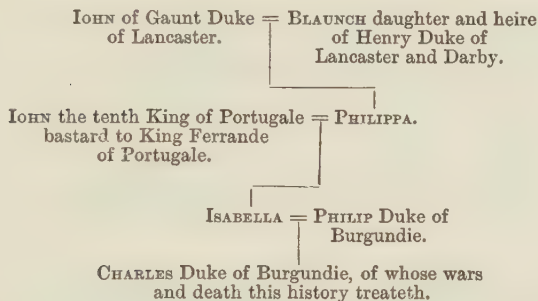 IOHN of Gaunt Duke = BLAUNCH daughter and heire
of Lancaster. of Henry Duke of
Lancaster and Darby.
IOHN the tenth King of Portugale = PHILIPPA.
bastard to King Ferrande
of Portugale.
ISABELLA = PHILIP Duke of
Burgundie.
CHARLES Duke of Burgundie, of whose wars
and death this history treateth.